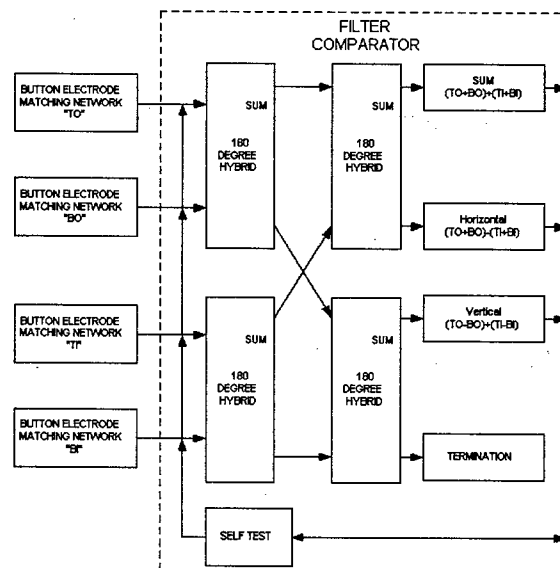 FILTER
COMPARATOR
BUTTON ELECTRODE
MATCHING NETWORK
"TO"
BUTTON ELECTRODE
MATCHING NETWORK
"BO"
BUTTON ELECTRODE
MATCHING NETWORK
"TI"
BUTTON ELECTRODE
MATCHING NETWORK
"BI"
SUM
180
DEGREE
HYBRID
SUM
180
DEGREE
HYBRID
SUM
180
DEGREE
HYBRID
SUM
180
DEGREE
HYBRID
SUM
(TO+BO)+(TI+BI)
Horizontal
(TO+BO)-(TI+BI)
Vertical
(TO-BO)+(TI-BI)
TERMINATION
SELF TEST